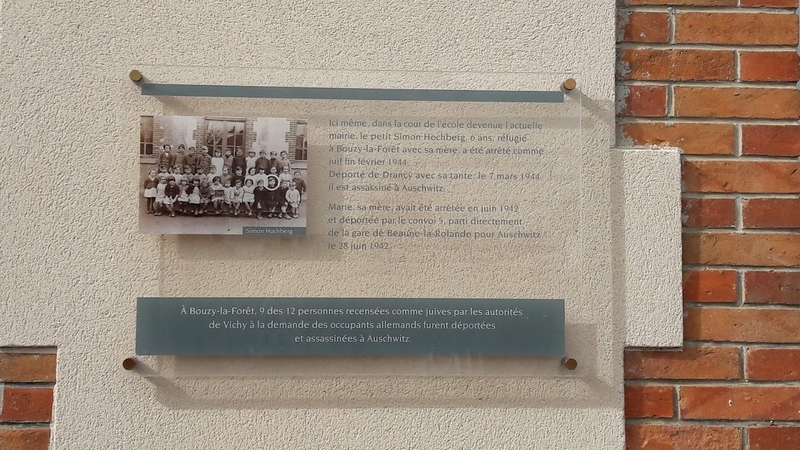 Ici même, dans la cour de l'école devenue l'actuelle
mairie, le petit Simon Hochberg, 6 ans, réfugié
à Bouzy-la-Forêt avec sa mère, a été arrêté comme
juif fin février 1944.
Déporté de Drancy avec sa tante, le 7 mars 1944,
il est assassiné à Auschwitz.
Marie, sa mère, avait été arrêtée en juin 1942
et déportée par le convoi 5, parti directement
de la gare de Beaune-la-Rolande pour Auschwitz
le 28 juin 1942.
Simon Hochberg
À Bouzy-la-Forêt, 9 des 12 personnes recensées comme juives par les autorités
de Vichy à la demande des occupants allemands furent déportées
et assassinées à Auschwitz.